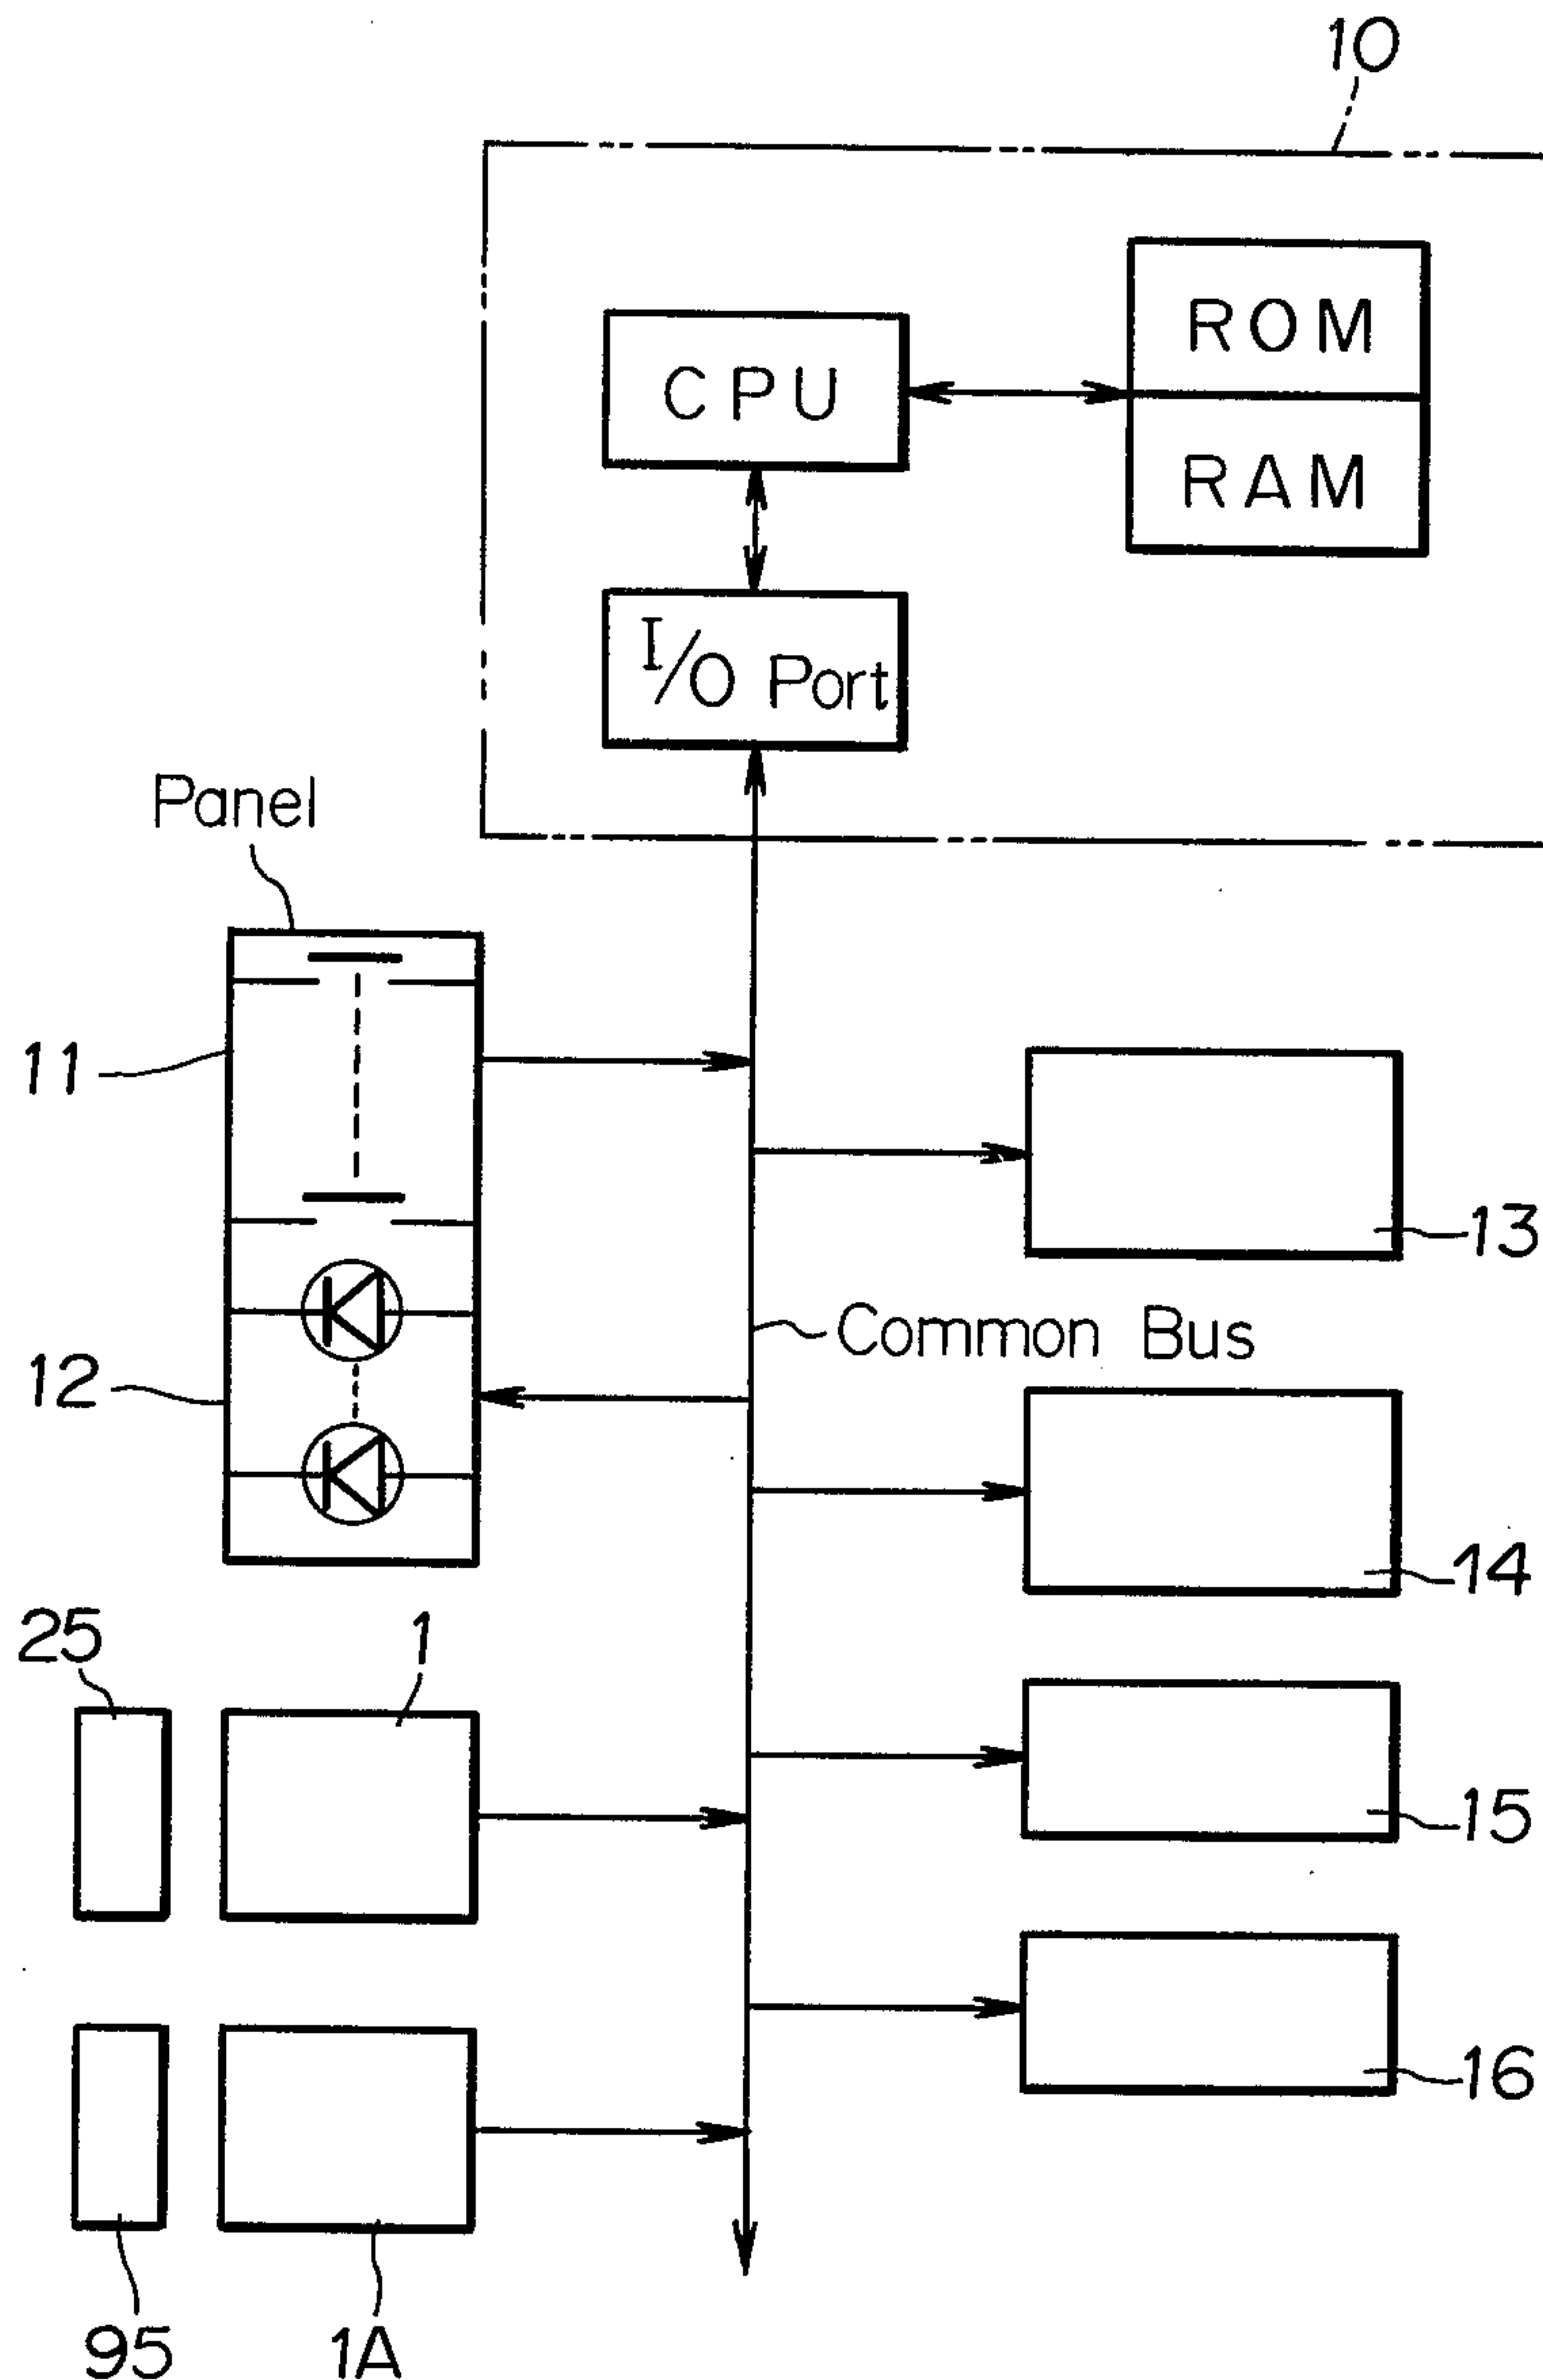 10
ROM
CPU
RAM
I/O Port
Panel
11
13
Common Bus
12
14
25
1
15
16
95
1A